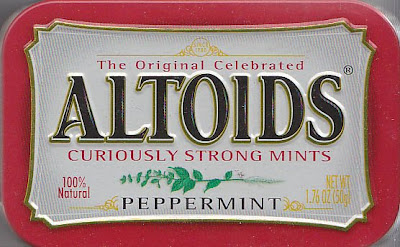 The Original Celebrated
ALTOIDS®
CURIOUSLY STRONG MINTS
100%
Natural
NET WT
1.76 OZ (50g)
PEPPERMINT